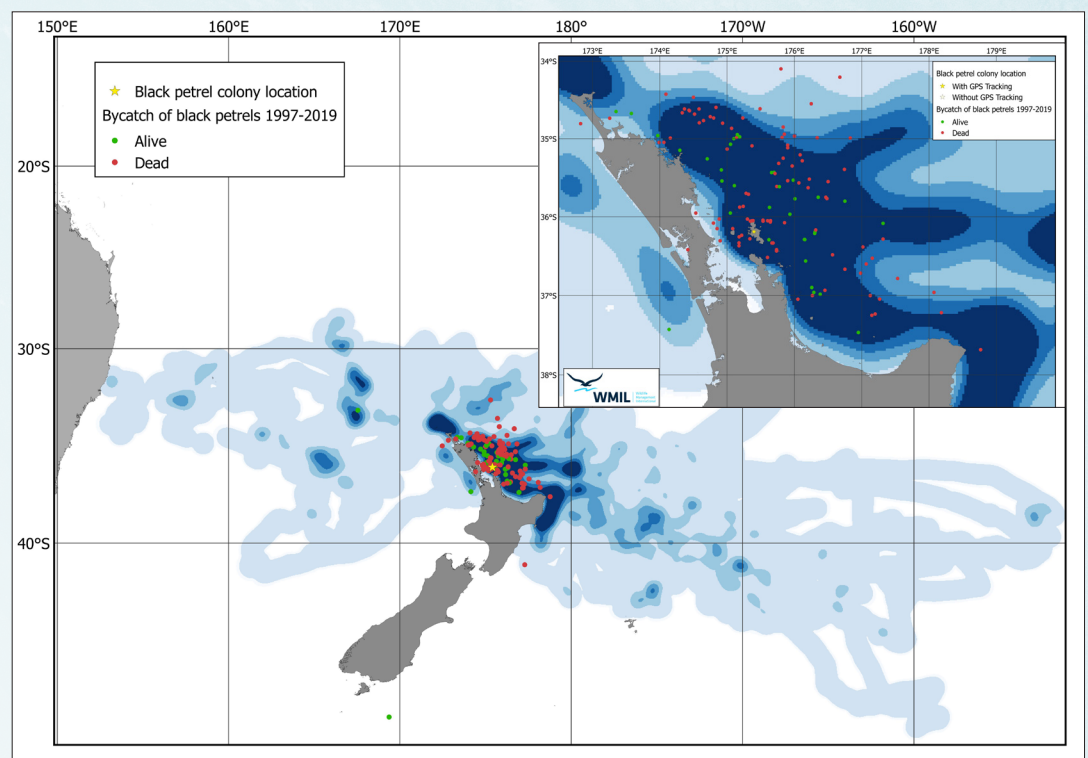 150°E 160°E 170°E 180° 170°W 160°W
Black petrel colony location
Bycatch of black petrels 1997-2019
Alive
Dead
20°S
30°S
40°S
173°E 174°E 175°E 176°E 177°E 178°E 179°E
34°S
35°S
36°S
37°S
38°S
Black petrel colony location
With GPS Tracking
Without GPS Tracking
Bycatch of black petrels 1997-2019
Alive
Dead
WMIL